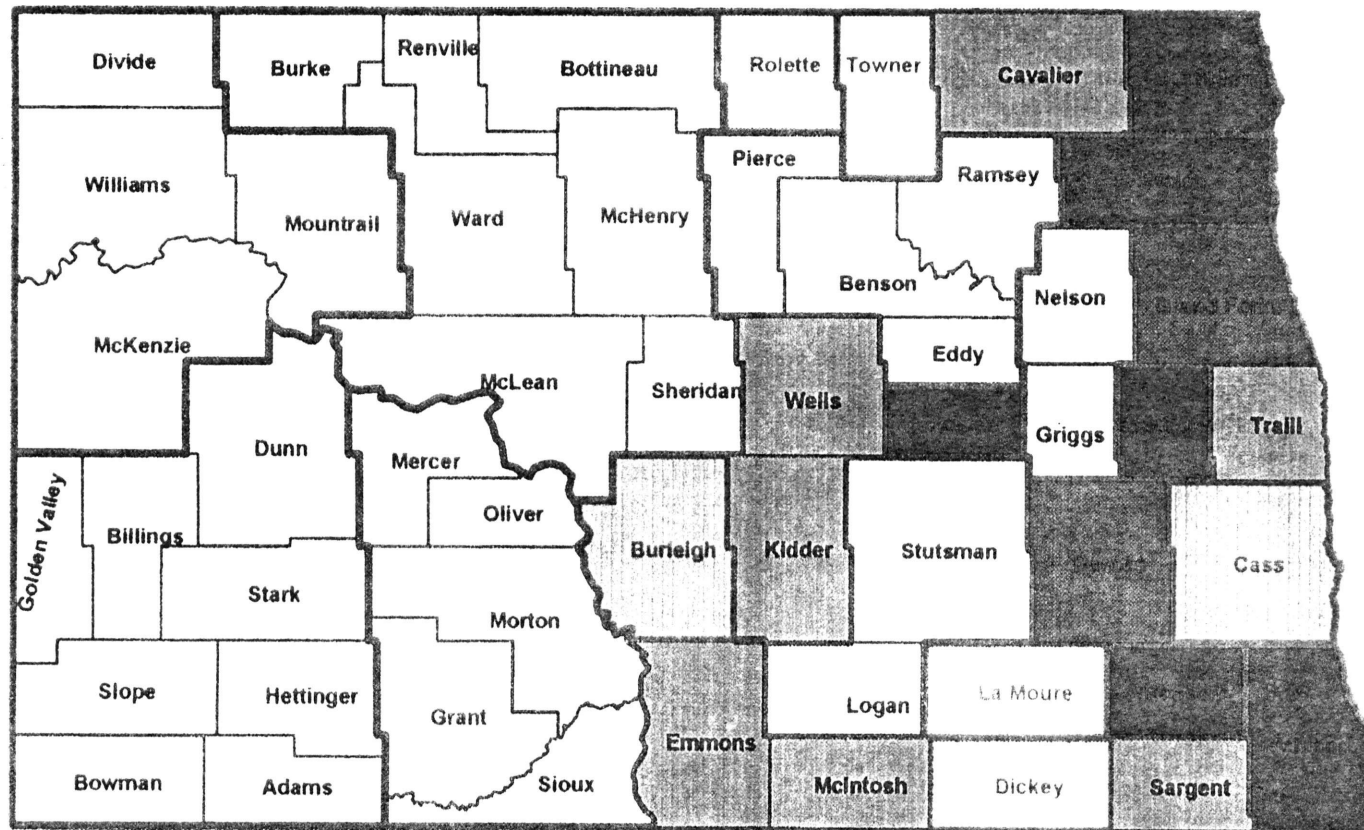 Divide
Burke
Renville
Bottineau
Rolette
Towner
Cavalier
Williams
Mountrail
Ward
McHenry
Pierce
Ramsey
Benson
Nelson
Grand Forks
McKenzie
McLean
Sheridan
Wells
Eddy
Griggs
Traill
Dunn
Mercer
Oliver
Golden Valley
Billings
Burleigh
Kidder
Stutsman
Cass
Stark
Morton
Slope
Hettinger
Grant
Emmons
Logan
La Moure
Bowman
Adams
Sioux
McIntosh
Dickey
Sargent